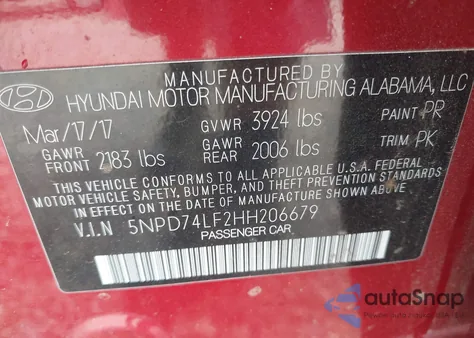 MANUFACTURED BY
HYUNDAI MOTOR MANUFACTURING ALABAMA, LLC
Mar/17/17 GVWR 3924 lbs PAINT PR
GAWR FRONT 2183 lbs GAWR REAR 2006 lbs TRIM PK
THIS VEHICLE CONFORMS TO ALL APPLICABLE U.S.A. FEDERAL
MOTOR VEHICLE SAFETY, BUMPER, AND THEFT PREVENTION STANDARDS
IN EFFECT ON THE DATE OF MANUFACTURE SHOWN ABOVE.
V.I.N 5NPD74LF2HH206679
PASSENGER CAR
autoSnap